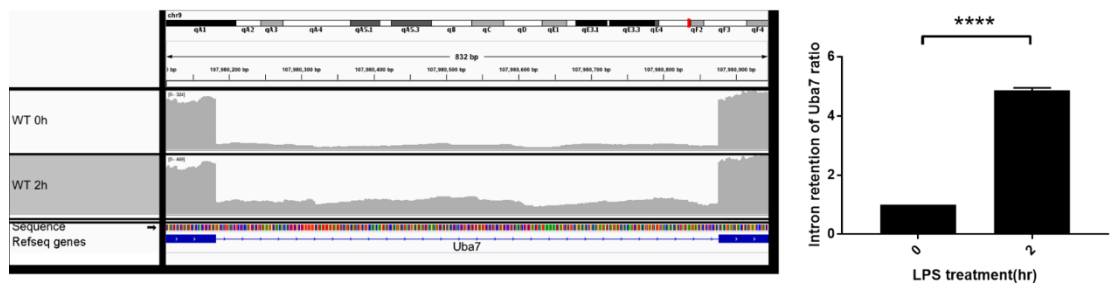 chr9
qA1 qA2 qA3 qA4 qA5.1 qA5.3 qB qC qD qE1 qE3.1 qE3.3 qE4 qF2 qF3 qF4
832 bp
bp 107,980,200 bp 107,980,300 bp 107,980,400 bp 107,980,500 bp 107,980,600 bp 107,980,700 bp 107,980,800 bp 107,980,900 bp
WT 0h
WT 2h
Sequence
Refseq genes
Uba7
****
Intron retention of Uba7 ratio
6
4
2
0
0 2
LPS treatment(hr)